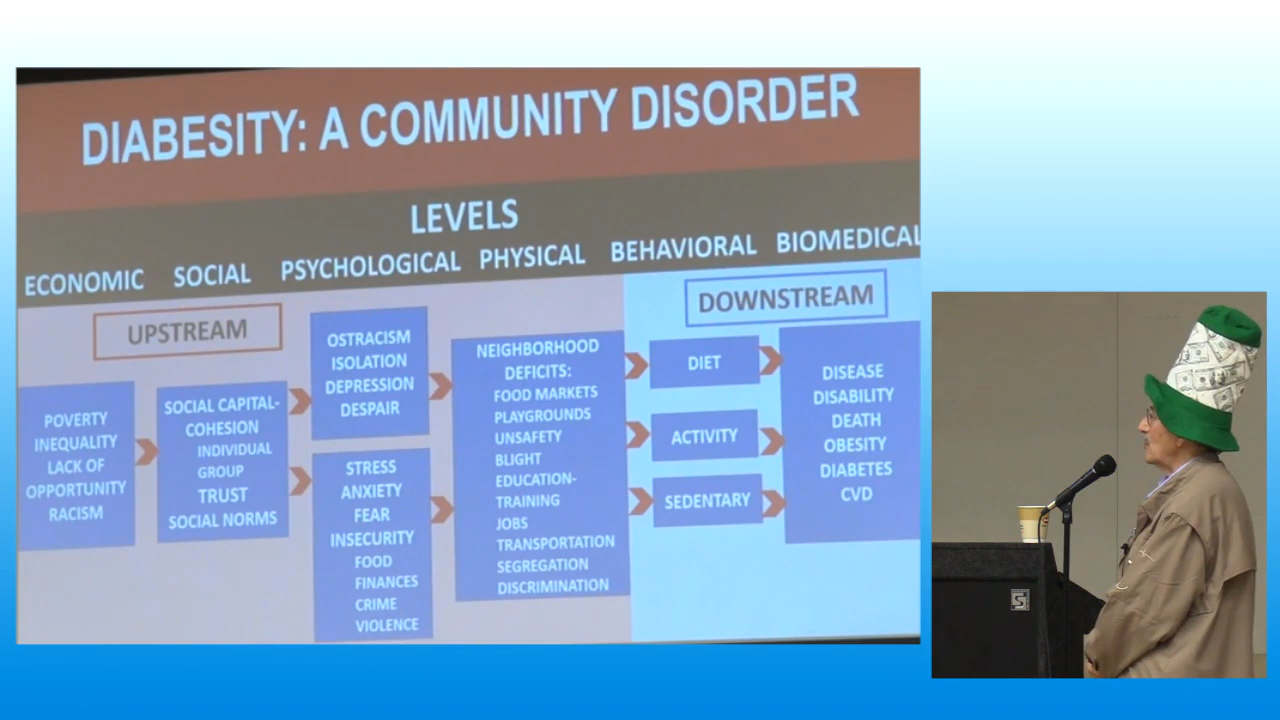 DIABESITY: A COMMUNITY DISORDER
LEVELS
ECONOMIC SOCIAL PSYCHOLOGICAL PHYSICAL BEHAVIORAL BIOMEDICAL
UPSTREAM
DOWNSTREAM
POVERTY
INEQUALITY
LACK OF
OPPORTUNITY
RACISM
SOCIAL CAPITAL-
COHESION
INDIVIDUAL
GROUP
TRUST
SOCIAL NORMS
OSTRACISM
ISOLATION
DEPRESSION
DESPAIR
STRESS
ANXIETY
FEAR
INSECURITY
FOOD
FINANCES
CRIME
VIOLENCE
NEIGHBORHOOD
DEFICITS:
FOOD MARKETS
PLAYGROUNDS
UNSAFETY
BLIGHT
EDUCATION-
TRAINING
JOBS
TRANSPORTATION
SEGREGATION
DISCRIMINATION
DIET
ACTIVITY
SEDENTARY
DISEASE
DISABILITY
DEATH
OBESITY
DIABETES
CVD